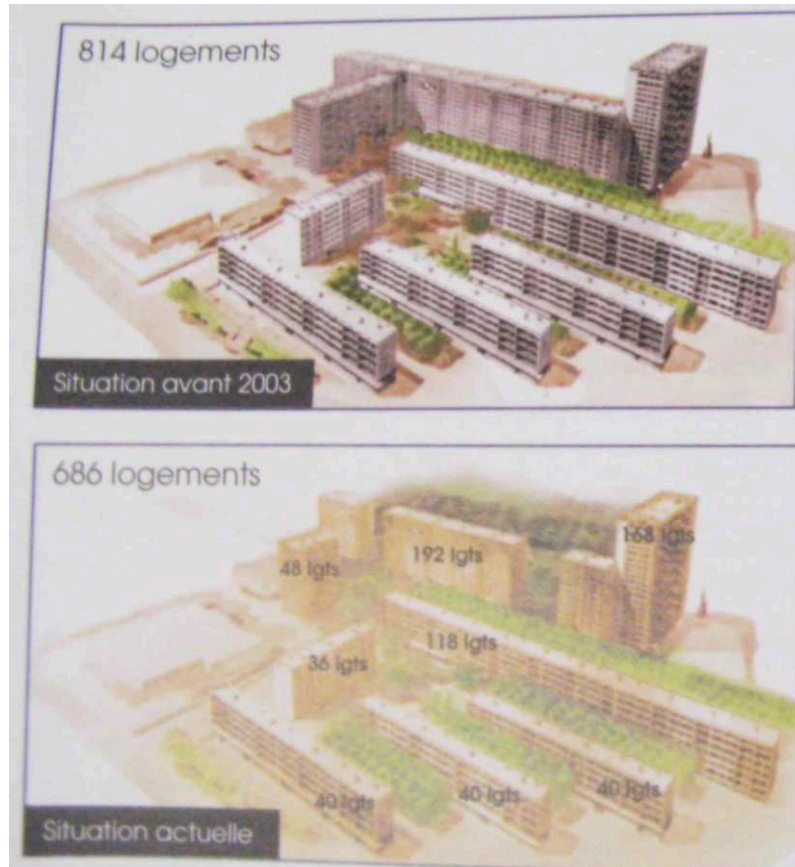 814 logements
Situation avant 2003
686 logements
168 lgts
192 lgts
48 lgts
118 lgts
36 lgts
40 lgts
40 lgts
40 lgts
Situation actuelle